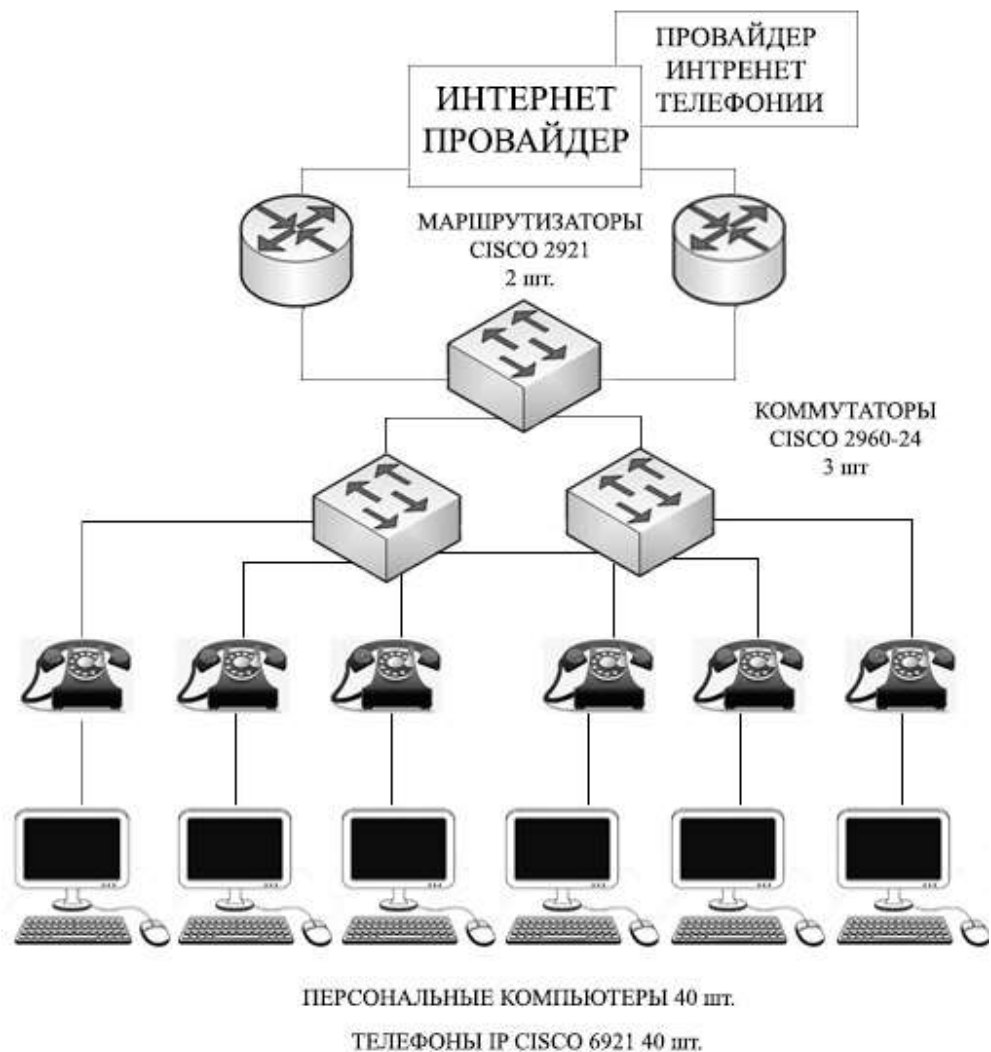 ПРОВАЙДЕР
ИНТРЕНЕТ
ТЕЛЕФОНИИ
ИНТЕРНЕТ
ПРОВАЙДЕР
МАРШРУТИЗАТОРЫ
CISCO 2921
2 шт.
КОММУТАТОРЫ
CISCO 2960-24
3 шт
ПЕРСОНАЛЬНЫЕ КОМПЬЮТЕРЫ 40 шт.
ТЕЛЕФОНЫ IP CISCO 6921 40 шт.